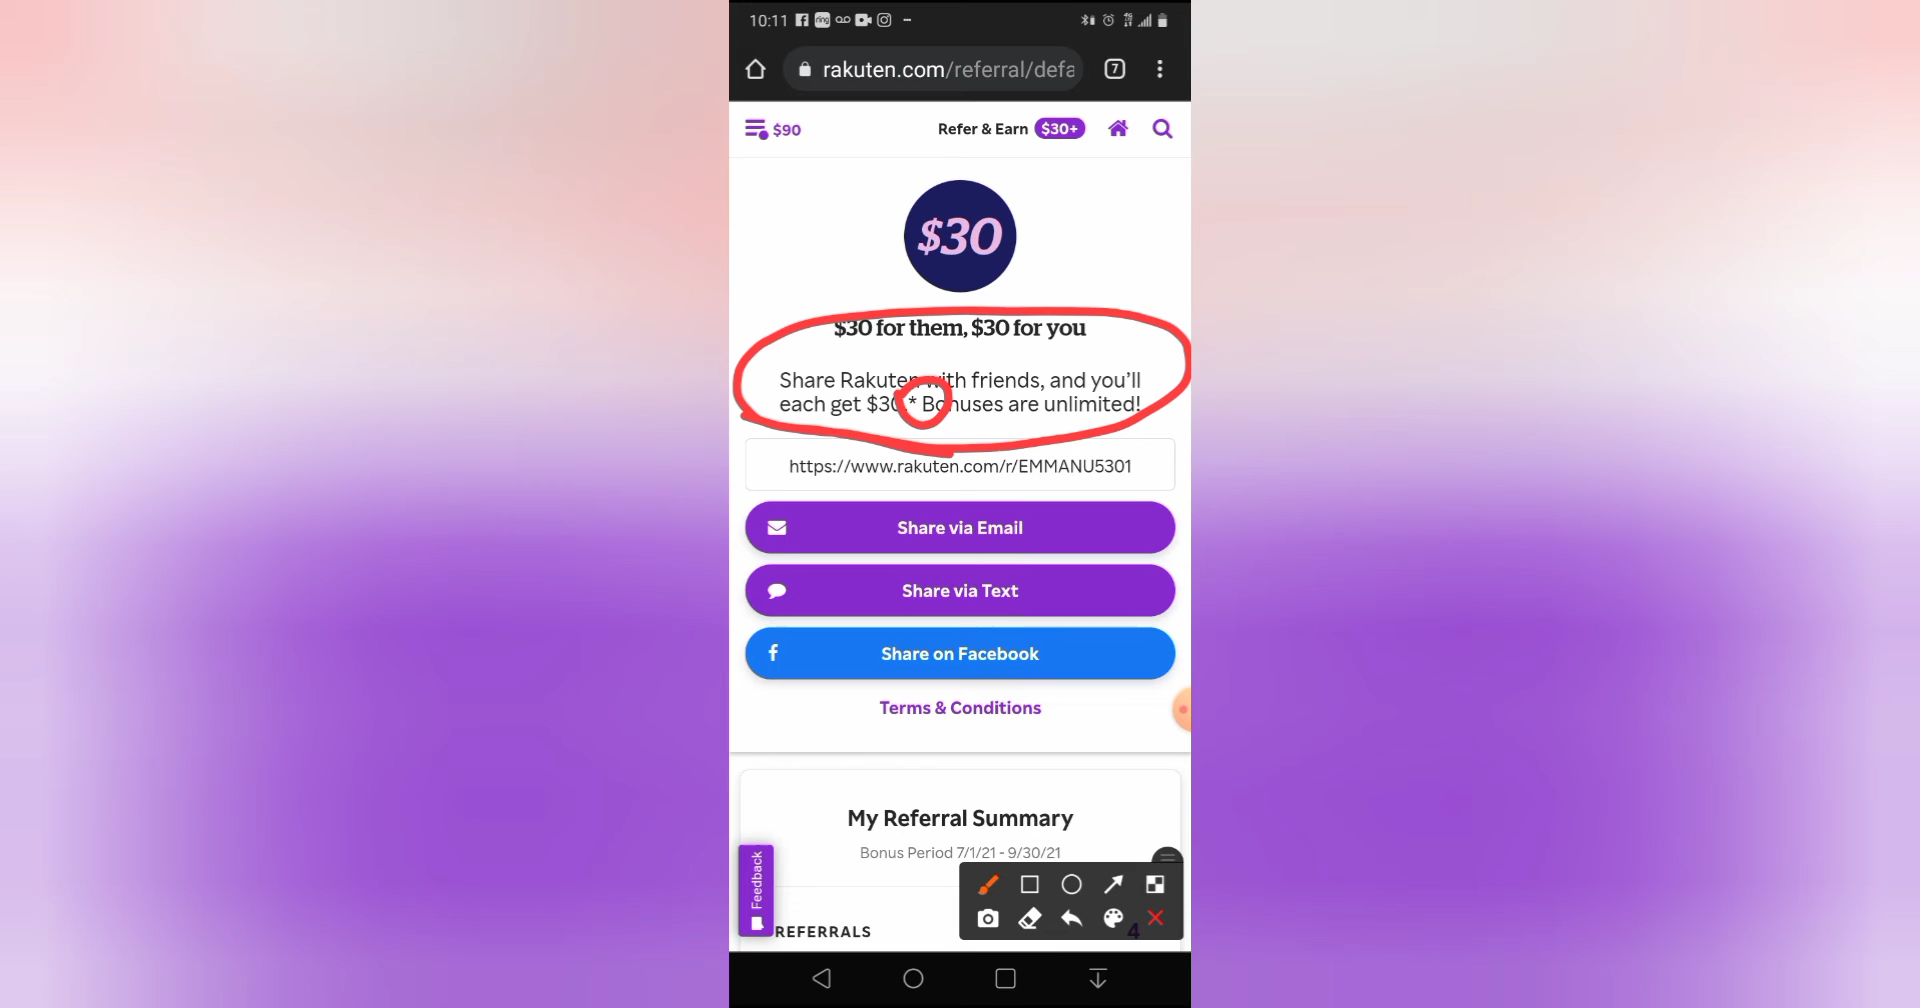 10:11
rakuten.com/referral/defa
7
$90
Refer & Earn $30+
$30
$30 for them, $30 for you
Share Rakuten with friends, and you'll
each get $30.* Bonuses are unlimited!
https://www.rakuten.com/r/EMMANU5301
Share via Email
Share via Text
Share on Facebook
Terms & Conditions
My Referral Summary
Bonus Period 7/1/21 - 9/30/21
Feedback
REFERRALS
4